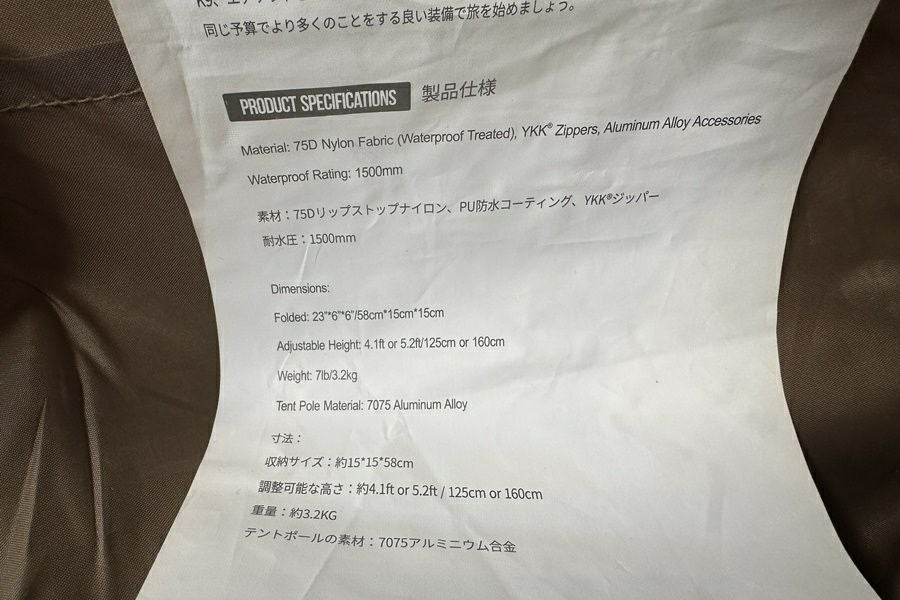 同じ予算でより多くのことをする良い装備で旅を始めましょう。
PRODUCT SPECIFICATIONS 製品仕様
Material: 75D Nylon Fabric (Waterproof Treated), YKK® Zippers, Aluminum Alloy Accessories
Waterproof Rating: 1500mm
素材：75Dリップストップナイロン、PU防水コーティング、YKK®ジッパー
耐水圧：1500mm
Dimensions:
Folded: 23"*6"*6"/58cm*15cm*15cm
Adjustable Height: 4.1ft or 5.2ft/125cm or 160cm
Weight: 7lb/3.2kg
Tent Pole Material: 7075 Aluminum Alloy
寸法：
収納サイズ：約15*15*58cm
調整可能な高さ：約4.1ft or 5.2ft / 125cm or 160cm
重量：約3.2KG
テントポールの素材：7075アルミニウム合金